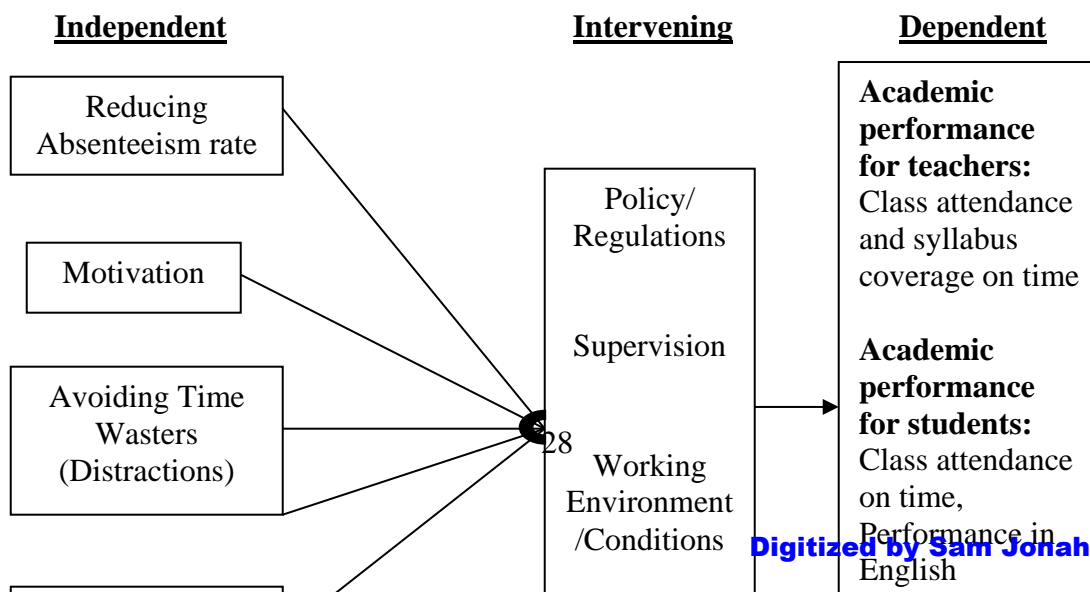 Independent
Intervening
Dependent
Reducing
Absenteeism rate
Motivation
Avoiding Time
Wasters
(Distractions)
Policy/
Regulations
Supervision
Working
Environment
/Conditions
28
Academic
performance
for teachers:
Class attendance
and syllabus
coverage on time
Academic
performance
for students:
Class attendance
on time,
Performance in
English
Digitized by Sam Jonah